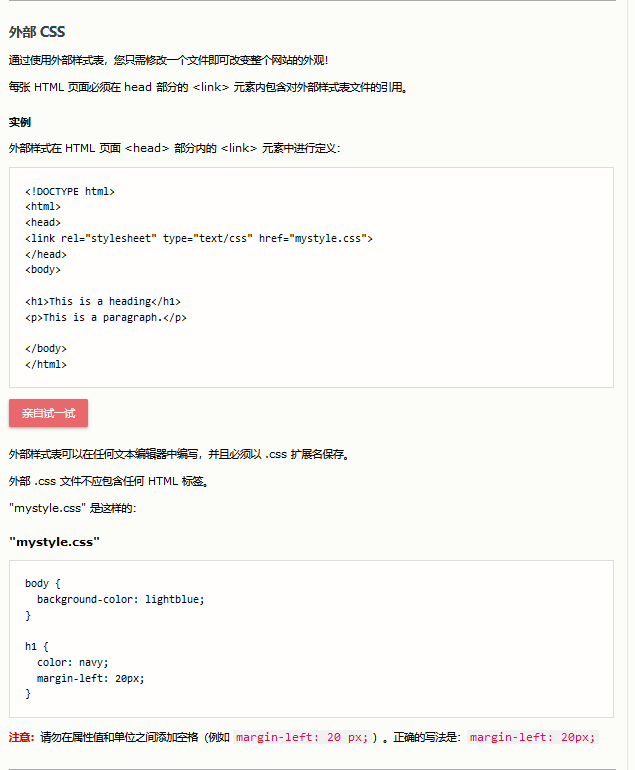 外部 CSS
通过使用外部样式表，您只需修改一个文件即可改变整个网站的外观！
每张 HTML 页面必须在 head 部分的 <link> 元素内包含对外部样式表文件的引用。
实例
外部样式在 HTML 页面 <head> 部分内的 <link> 元素中进行定义：
<!DOCTYPE html>
<html>
<head>
<link rel="stylesheet" type="text/css" href="mystyle.css">
</head>
<body>
<h1>This is a heading</h1>
<p>This is a paragraph.</p>
</body>
</html>
亲自试一试
外部样式表可以在任何文本编辑器中编写，并且必须以 .css 扩展名保存。
外部 .css 文件不应包含任何 HTML 标签。
"mystyle.css" 是这样的：
"mystyle.css"
body {
  background-color: lightblue;
}
h1 {
  color: navy;
  margin-left: 20px;
}
注意：请勿在属性值和单位之间添加空格（例如 margin-left: 20 px;）。正确的写法是：margin-left: 20px;